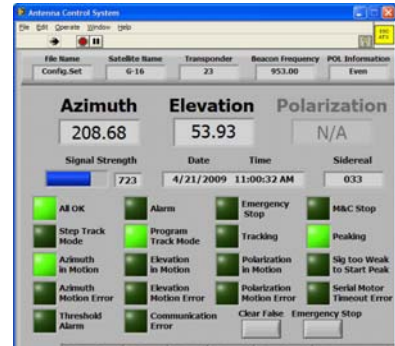 Antenna Control System
File Edit Operate Window Help
File Name Satellite Name Transponder Beacon Frequency POL Information
Config.Set G-16 23 953.00 Even
Azimuth Elevation Polarization
208.68 53.93 N/A
Signal Strength Date Time Sidereal
723 4/21/2009 11:00:32 AM 033
All OK Alarm Emergency Stop M&C Stop
Step Track Mode Program Track Mode Tracking Peaking
Azimuth in Motion Elevation in Motion Polarization in Motion Sig too Weak to Start Peak
Azimuth Motion Error Elevation Motion Error Polarization Motion Error Serial Motor Timeout Error
Threshold Alarm Communication Error Clear False Emergency Stop